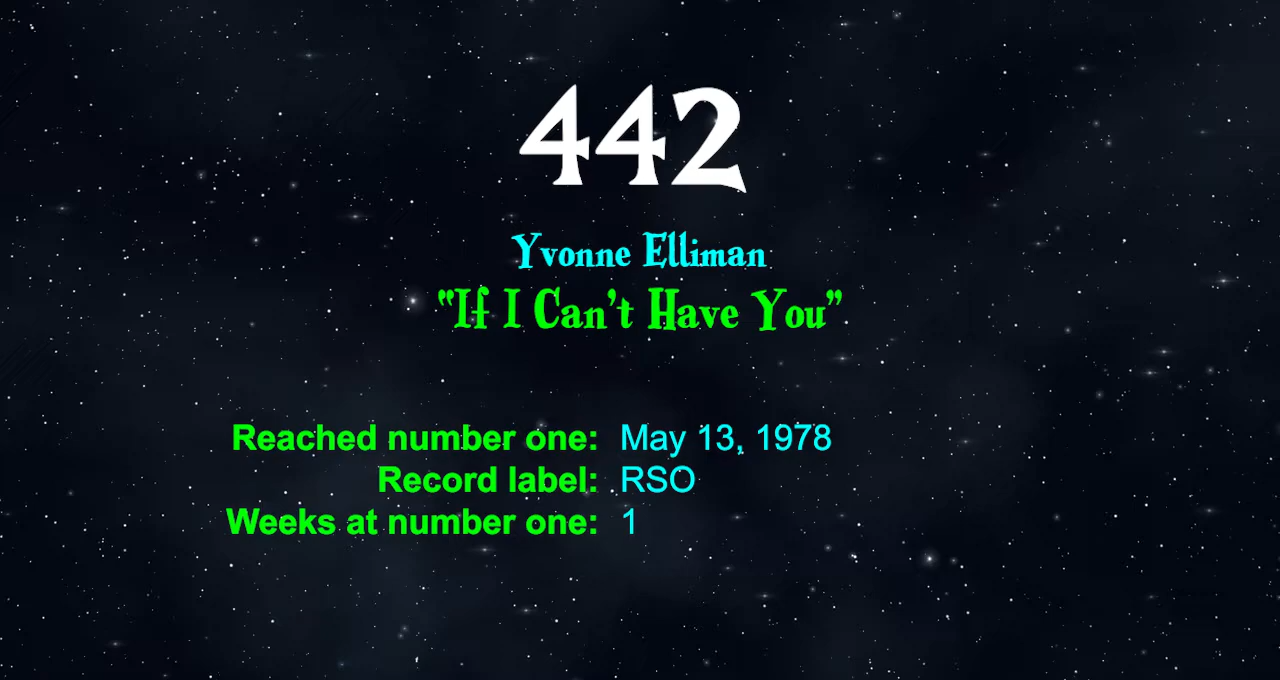 442
Yvonne Elliman
"If I Can't Have You”
Reached number one: May 13, 1978
Record label: RSO
Weeks at number one: 1